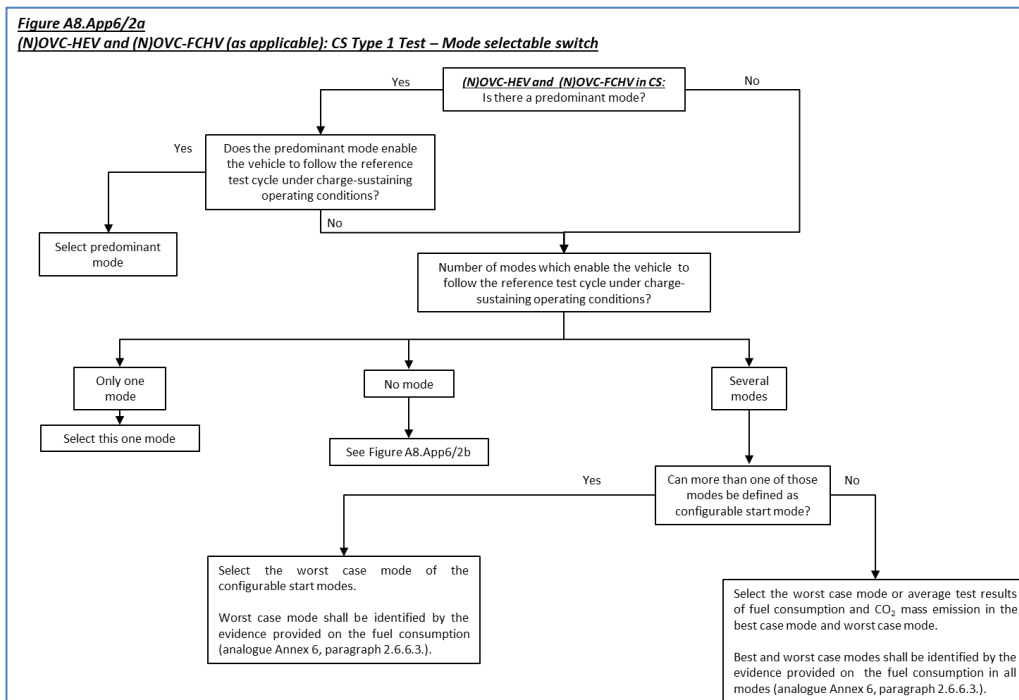 Figure A8.App6/2a
(N)OVC-HEV and (N)OVC-FCHV (as applicable): CS Type 1 Test – Mode selectable switch
(N)OVC-HEV and (N)OVC-FCHV in CS:
Is there a predominant mode?
Yes
No
Does the predominant mode enable
the vehicle to follow the reference
test cycle under charge-sustaining
operating conditions?
Yes
No
Select predominant
mode
Number of modes which enable the vehicle to
follow the reference test cycle under charge-
sustaining operating conditions?
Only one
mode
No mode
Several
modes
Select this one mode
See Figure A8.App6/2b
Can more than one of those
modes be defined as
configurable start mode?
Yes
No
Select the worst case mode of the
configurable start modes.
Worst case mode shall be identified by the
evidence provided on the fuel consumption
(analogue Annex 6, paragraph 2.6.6.3.).
Select the worst case mode or average test results
of fuel consumption and CO₂ mass emission in the
best case mode and worst case mode.
Best and worst case modes shall be identified by the
evidence provided on the fuel consumption in all
modes (analogue Annex 6, paragraph 2.6.6.3.).